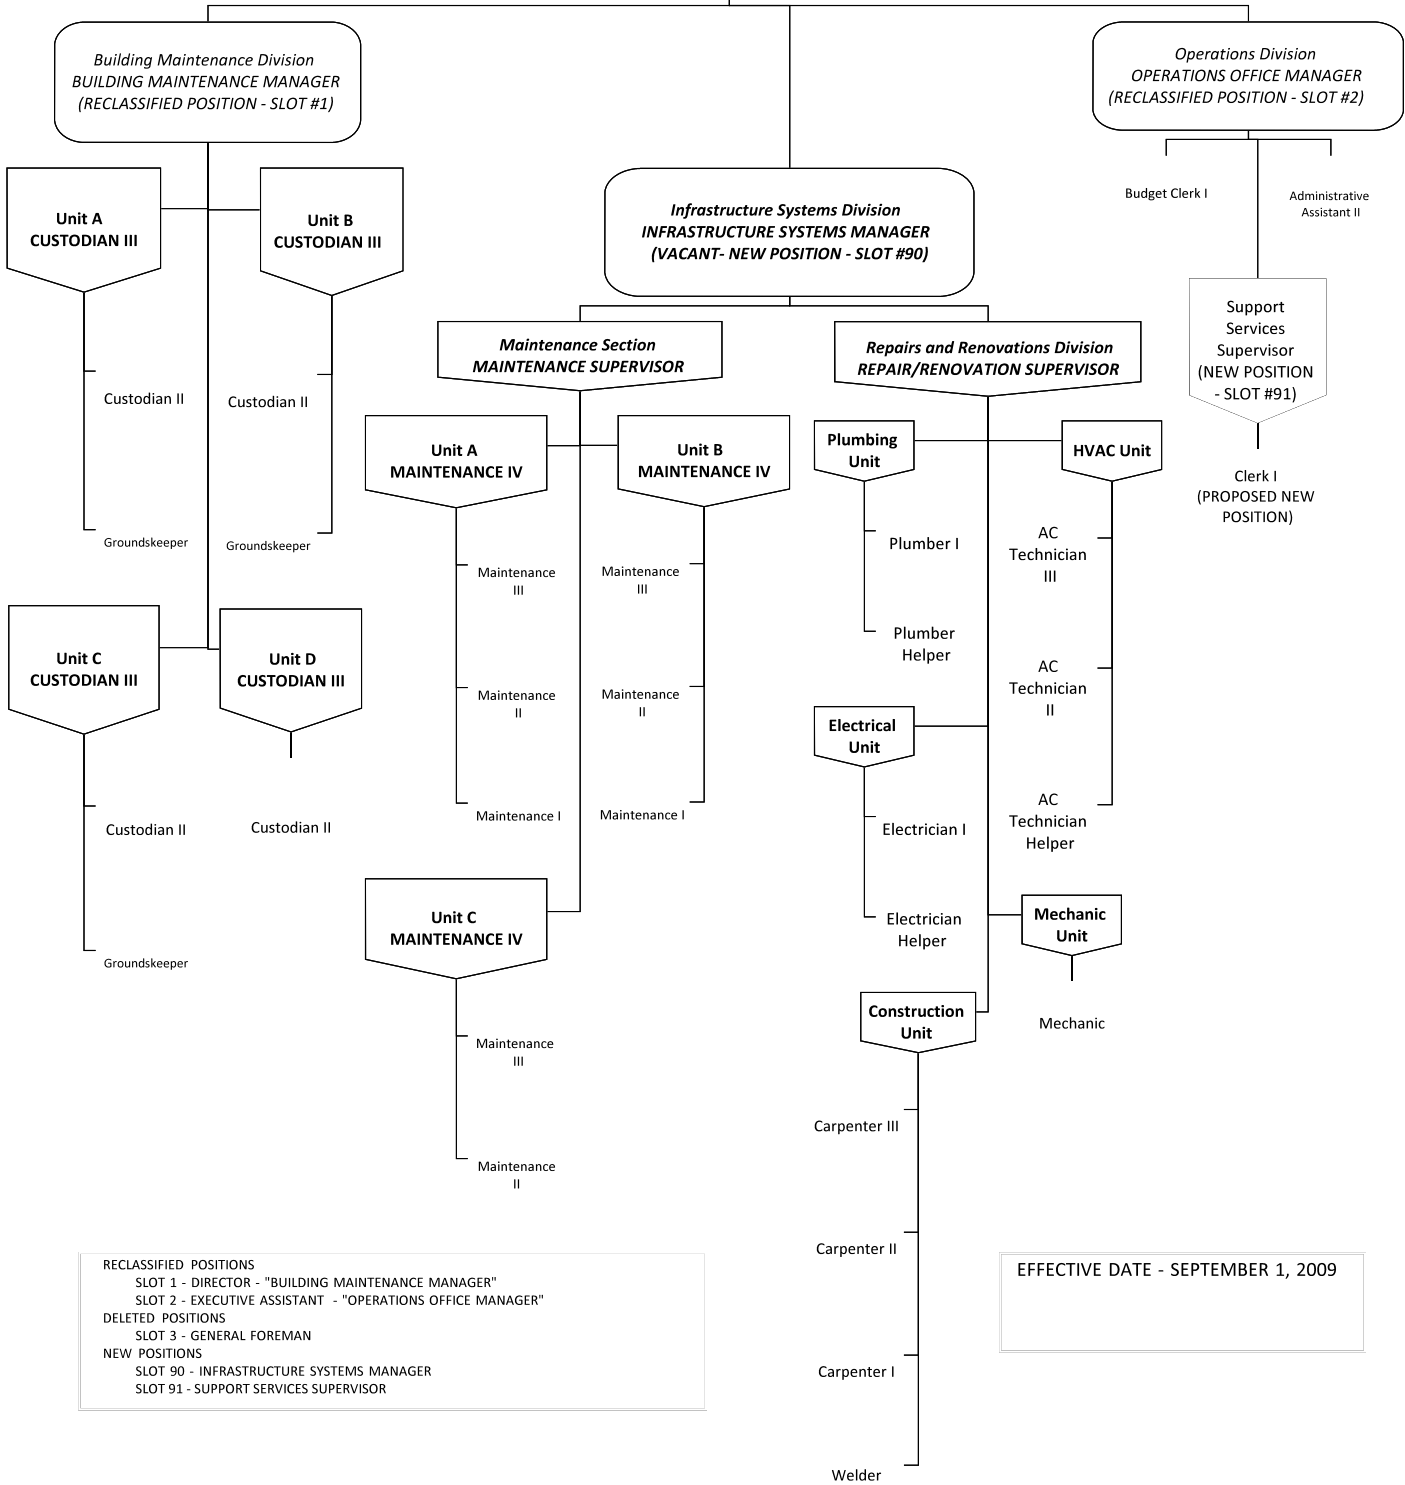 Building Maintenance Division
BUILDING MAINTENANCE MANAGER
(RECLASSIFIED POSITION - SLOT #1)
Operations Division
OPERATIONS OFFICE MANAGER
(RECLASSIFIED POSITION - SLOT #2)
Budget Clerk I
Administrative
Assistant II
Unit A
CUSTODIAN III
Unit B
CUSTODIAN III
Infrastructure Systems Division
INFRASTRUCTURE SYSTEMS MANAGER
(VACANT- NEW POSITION - SLOT #90)
Support
Services
Supervisor
(NEW POSITION
- SLOT #91)
Clerk I
(PROPOSED NEW
POSITION)
Custodian II
Custodian II
Groundskeeper
Groundskeeper
Maintenance Section
MAINTENANCE SUPERVISOR
Repairs and Renovations Division
REPAIR/RENOVATION SUPERVISOR
Unit A
MAINTENANCE IV
Unit B
MAINTENANCE IV
Plumbing
Unit
HVAC Unit
Maintenance
III
Maintenance
III
Plumber I
AC
Technician
III
Plumber
Helper
AC
Technician
II
Unit C
CUSTODIAN III
Unit D
CUSTODIAN III
Maintenance
II
Maintenance
II
Electrical
Unit
Maintenance I
Maintenance I
Electrician I
AC
Technician
Helper
Custodian II
Custodian II
Groundskeeper
Unit C
MAINTENANCE IV
Electrician
Helper
Mechanic
Unit
Mechanic
Construction
Unit
Maintenance
III
Maintenance
II
Carpenter III
Carpenter II
Carpenter I
Welder
RECLASSIFIED POSITIONS
SLOT 1 - DIRECTOR - "BUILDING MAINTENANCE MANAGER"
SLOT 2 - EXECUTIVE ASSISTANT - "OPERATIONS OFFICE MANAGER"
DELETED POSITIONS
SLOT 3 - GENERAL FOREMAN
NEW POSITIONS
SLOT 90 - INFRASTRUCTURE SYSTEMS MANAGER
SLOT 91 - SUPPORT SERVICES SUPERVISOR
EFFECTIVE DATE - SEPTEMBER 1, 2009